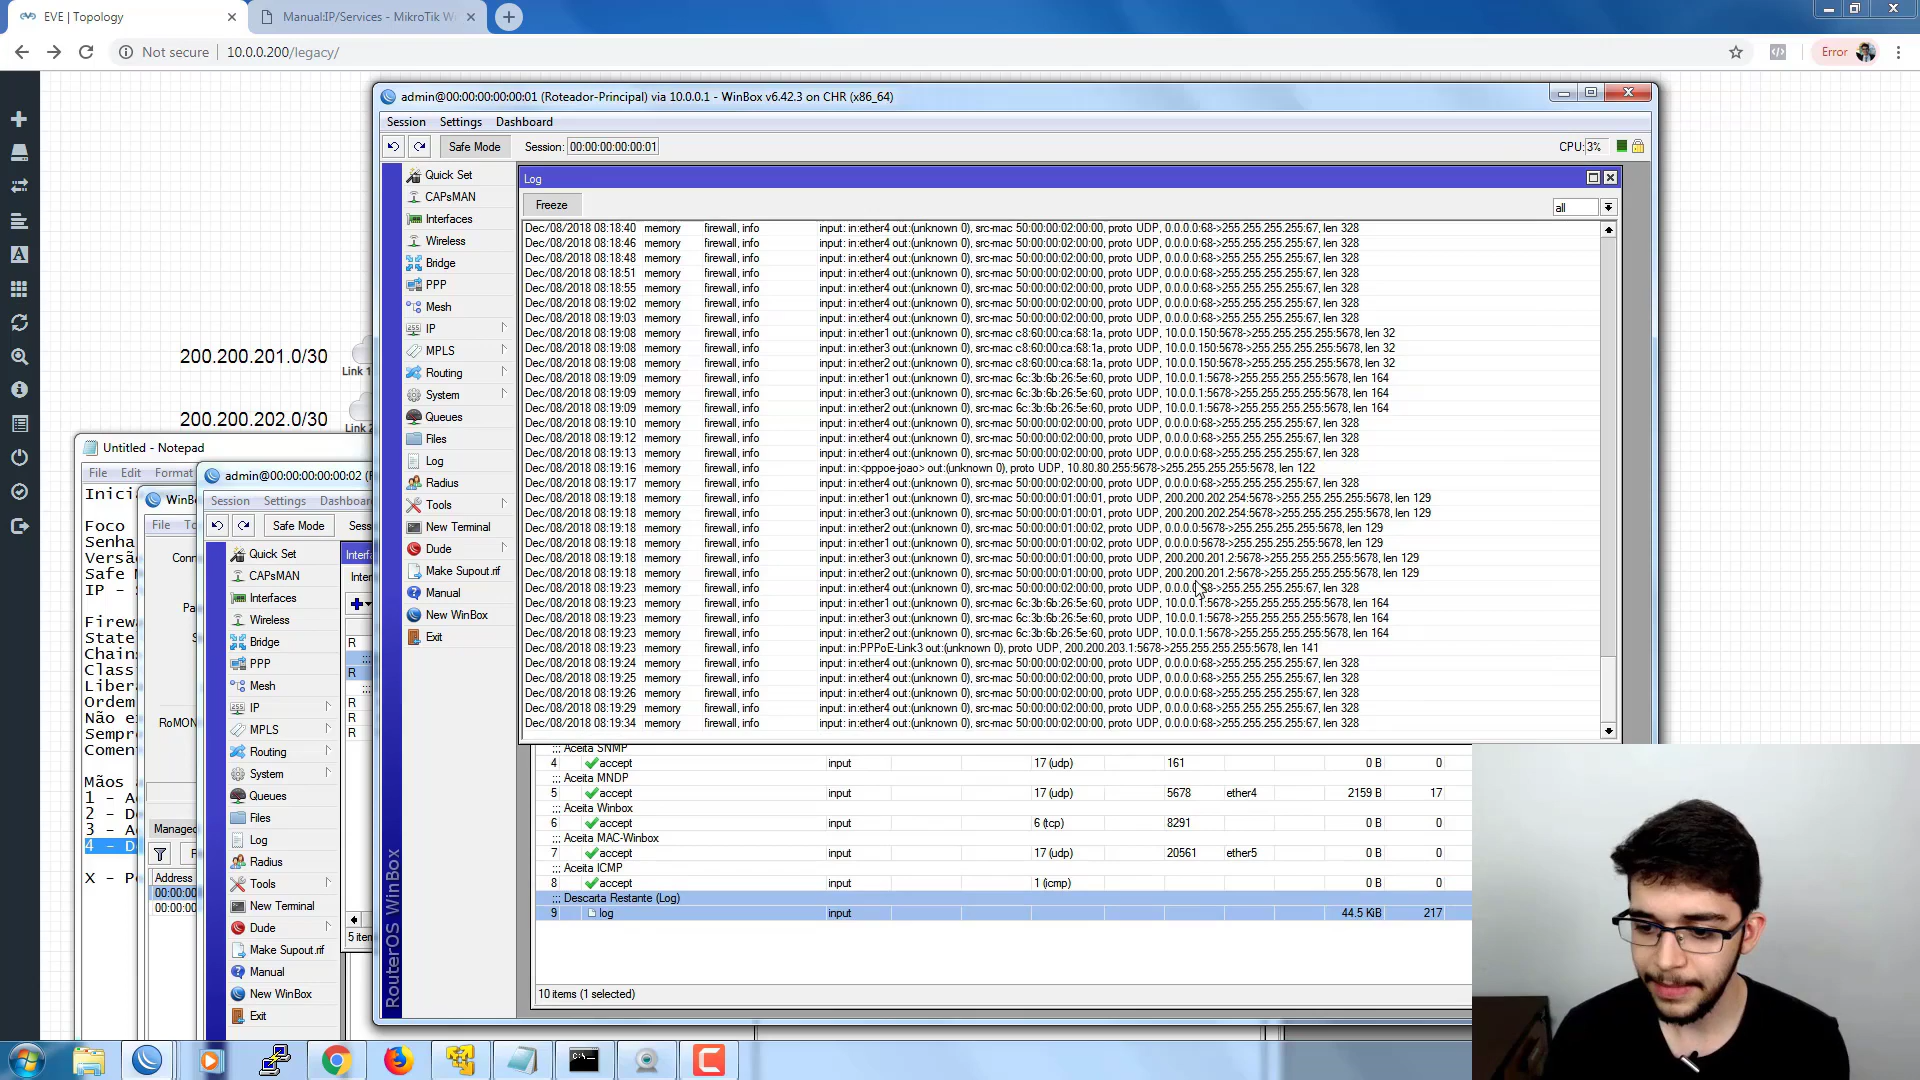 EVE | Topology
Manual:IP/Services - MikroTik W
Not secure
10.0.0.200/legacy/
Error
200.200.201.0/30
Link 1
200.200.202.0/30
Link 2
Untitled - Notepad
File Edit Format
Foco
Senha
Safe
IP -
State
Chain
Class
Liber
Ordem
Não e
Sempr
Comen
Mãos a
1 - A
2 - D
3 - A
4 - D
X - P
File
Conn
RoMON
Managed
Address
00:00:00
00:00:00
admin@00:00:00:00:00:02
Session Settings Dashboard
Safe Mode
Quick Set
CAPsMAN
Interfaces
Wireless
Bridge
PPP
Mesh
IP
MPLS
Routing
System
Queues
Files
Log
Radius
Tools
New Terminal
Dude
Make Supout.rif
Manual
New WinBox
Exit
R
R
R
R
R
admin@00:00:00:00:00:01 (Roteador-Principal) via 10.0.0.1 - WinBox v6.42.3 on CHR (x86_64)
Session Settings Dashboard
Safe Mode Session: 00:00:00:00:00:01
CPU: 3%
RouterOS WinBox
Quick Set
CAPsMAN
Interfaces
Wireless
Bridge
PPP
Mesh
IP
MPLS
Routing
System
Queues
Files
Log
Radius
Tools
New Terminal
Dude
Make Supout.rif
Manual
New WinBox
Exit
Log
Freeze
all
Dec/08/2018 08:18:40 memory firewall, info input: in:ether4 out:(unknown 0), src-mac 50:00:00:02:00:00, proto UDP, 0.0.0.0:68->255.255.255.255:67, len 328
Dec/08/2018 08:18:46 memory firewall, info input: in:ether4 out:(unknown 0), src-mac 50:00:00:02:00:00, proto UDP, 0.0.0.0:68->255.255.255.255:67, len 328
Dec/08/2018 08:18:48 memory firewall, info input: in:ether4 out:(unknown 0), src-mac 50:00:00:02:00:00, proto UDP, 0.0.0.0:68->255.255.255.255:67, len 328
Dec/08/2018 08:18:51 memory firewall, info input: in:ether4 out:(unknown 0), src-mac 50:00:00:02:00:00, proto UDP, 0.0.0.0:68->255.255.255.255:67, len 328
Dec/08/2018 08:18:55 memory firewall, info input: in:ether4 out:(unknown 0), src-mac 50:00:00:02:00:00, proto UDP, 0.0.0.0:68->255.255.255.255:67, len 328
Dec/08/2018 08:19:02 memory firewall, info input: in:ether4 out:(unknown 0), src-mac 50:00:00:02:00:00, proto UDP, 0.0.0.0:68->255.255.255.255:67, len 328
Dec/08/2018 08:19:03 memory firewall, info input: in:ether4 out:(unknown 0), src-mac 50:00:00:02:00:00, proto UDP, 0.0.0.0:68->255.255.255.255:67, len 328
Dec/08/2018 08:19:08 memory firewall, info input: in:ether1 out:(unknown 0), src-mac c8:60:00:ca:68:1a, proto UDP, 10.0.0.150:5678->255.255.255.255:5678, len 32
Dec/08/2018 08:19:08 memory firewall, info input: in:ether3 out:(unknown 0), src-mac c8:60:00:ca:68:1a, proto UDP, 10.0.0.150:5678->255.255.255.255:5678, len 32
Dec/08/2018 08:19:08 memory firewall, info input: in:ether2 out:(unknown 0), src-mac c8:60:00:ca:68:1a, proto UDP, 10.0.0.150:5678->255.255.255.255:5678, len 32
Dec/08/2018 08:19:09 memory firewall, info input: in:ether1 out:(unknown 0), src-mac 6c:3b:6b:26:5e:60, proto UDP, 10.0.0.1:5678->255.255.255.255:5678, len 164
Dec/08/2018 08:19:09 memory firewall, info input: in:ether3 out:(unknown 0), src-mac 6c:3b:6b:26:5e:60, proto UDP, 10.0.0.1:5678->255.255.255.255:5678, len 164
Dec/08/2018 08:19:09 memory firewall, info input: in:ether2 out:(unknown 0), src-mac 6c:3b:6b:26:5e:60, proto UDP, 10.0.0.1:5678->255.255.255.255:5678, len 164
Dec/08/2018 08:19:10 memory firewall, info input: in:ether4 out:(unknown 0), src-mac 50:00:00:02:00:00, proto UDP, 0.0.0.0:68->255.255.255.255:67, len 328
Dec/08/2018 08:19:12 memory firewall, info input: in:ether4 out:(unknown 0), src-mac 50:00:00:02:00:00, proto UDP, 0.0.0.0:68->255.255.255.255:67, len 328
Dec/08/2018 08:19:13 memory firewall, info input: in:ether4 out:(unknown 0), src-mac 50:00:00:02:00:00, proto UDP, 0.0.0.0:68->255.255.255.255:67, len 328
Dec/08/2018 08:19:16 memory firewall, info input: in:<pppoe-joao> out:(unknown 0), proto UDP, 10.80.80.255:5678->255.255.255.255:5678, len 122
Dec/08/2018 08:19:17 memory firewall, info input: in:ether4 out:(unknown 0), src-mac 50:00:00:02:00:00, proto UDP, 0.0.0.0:68->255.255.255.255:67, len 328
Dec/08/2018 08:19:18 memory firewall, info input: in:ether1 out:(unknown 0), src-mac 50:00:00:01:00:01, proto UDP, 200.200.202.254:5678->255.255.255.255:5678, len 129
Dec/08/2018 08:19:18 memory firewall, info input: in:ether3 out:(unknown 0), src-mac 50:00:00:01:00:01, proto UDP, 200.200.202.254:5678->255.255.255.255:5678, len 129
Dec/08/2018 08:19:18 memory firewall, info input: in:ether2 out:(unknown 0), src-mac 50:00:00:01:00:02, proto UDP, 0.0.0.0:5678->255.255.255.255:5678, len 129
Dec/08/2018 08:19:18 memory firewall, info input: in:ether1 out:(unknown 0), src-mac 50:00:00:01:00:02, proto UDP, 0.0.0.0:5678->255.255.255.255:5678, len 129
Dec/08/2018 08:19:18 memory firewall, info input: in:ether3 out:(unknown 0), src-mac 50:00:00:01:00:00, proto UDP, 200.200.201.2:5678->255.255.255.255:5678, len 129
Dec/08/2018 08:19:18 memory firewall, info input: in:ether2 out:(unknown 0), src-mac 50:00:00:01:00:00, proto UDP, 200.200.201.2:5678->255.255.255.255:5678, len 129
Dec/08/2018 08:19:23 memory firewall, info input: in:ether4 out:(unknown 0), src-mac 50:00:00:02:00:00, proto UDP, 0.0.0.0:68->255.255.255.255:67, len 328
Dec/08/2018 08:19:23 memory firewall, info input: in:ether1 out:(unknown 0), src-mac 6c:3b:6b:26:5e:60, proto UDP, 10.0.0.1:5678->255.255.255.255:5678, len 164
Dec/08/2018 08:19:23 memory firewall, info input: in:ether3 out:(unknown 0), src-mac 6c:3b:6b:26:5e:60, proto UDP, 10.0.0.1:5678->255.255.255.255:5678, len 164
Dec/08/2018 08:19:23 memory firewall, info input: in:ether2 out:(unknown 0), src-mac 6c:3b:6b:26:5e:60, proto UDP, 10.0.0.1:5678->255.255.255.255:5678, len 164
Dec/08/2018 08:19:23 memory firewall, info input: in:PPPoE-Link3 out:(unknown 0), proto UDP, 200.200.203.1:5678->255.255.255.255:5678, len 141
Dec/08/2018 08:19:24 memory firewall, info input: in:ether4 out:(unknown 0), src-mac 50:00:00:02:00:00, proto UDP, 0.0.0.0:68->255.255.255.255:67, len 328
Dec/08/2018 08:19:25 memory firewall, info input: in:ether4 out:(unknown 0), src-mac 50:00:00:02:00:00, proto UDP, 0.0.0.0:68->255.255.255.255:67, len 328
Dec/08/2018 08:19:26 memory firewall, info input: in:ether4 out:(unknown 0), src-mac 50:00:00:02:00:00, proto UDP, 0.0.0.0:68->255.255.255.255:67, len 328
Dec/08/2018 08:19:29 memory firewall, info input: in:ether4 out:(unknown 0), src-mac 50:00:00:02:00:00, proto UDP, 0.0.0.0:68->255.255.255.255:67, len 328
Dec/08/2018 08:19:34 memory firewall, info input: in:ether4 out:(unknown 0), src-mac 50:00:00:02:00:00, proto UDP, 0.0.0.0:68->255.255.255.255:67, len 328
;;; Aceita SNMP
4 accept input 17 (udp) 161 0 B 0
;;; Aceita MNDP
5 accept input 17 (udp) 5678 ether4 2159 B 17
;;; Aceita Winbox
6 accept input 6 (tcp) 8291 0 B 0
;;; Aceita MAC-Winbox
7 accept input 17 (udp) 20561 ether5 0 B 0
;;; Aceita ICMP
8 accept input 1 (icmp) 0 B 0
;;; Descarta Restante (Log)
9 log input 44.5 KiB 217
10 items (1 selected)